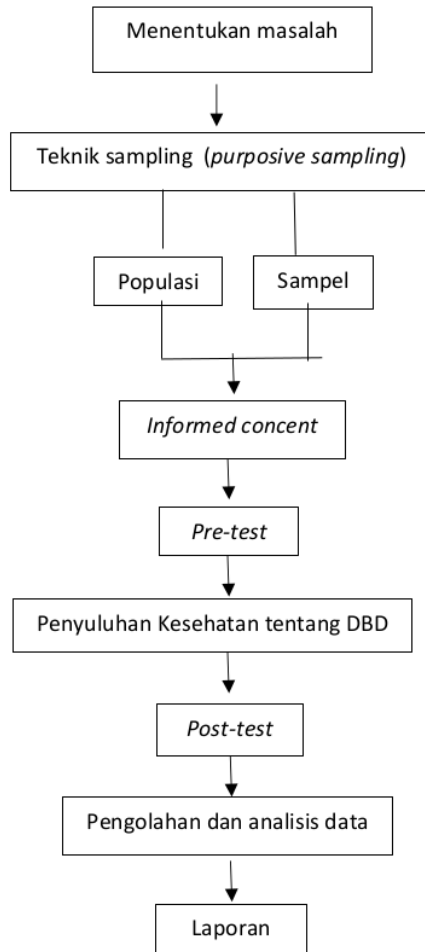 Menentukan masalah
Teknik sampling (purposive sampling)
Populasi
Sampel
Informed concent
Pre-test
Penyuluhan Kesehatan tentang DBD
Post-test
Pengolahan dan analisis data
Laporan